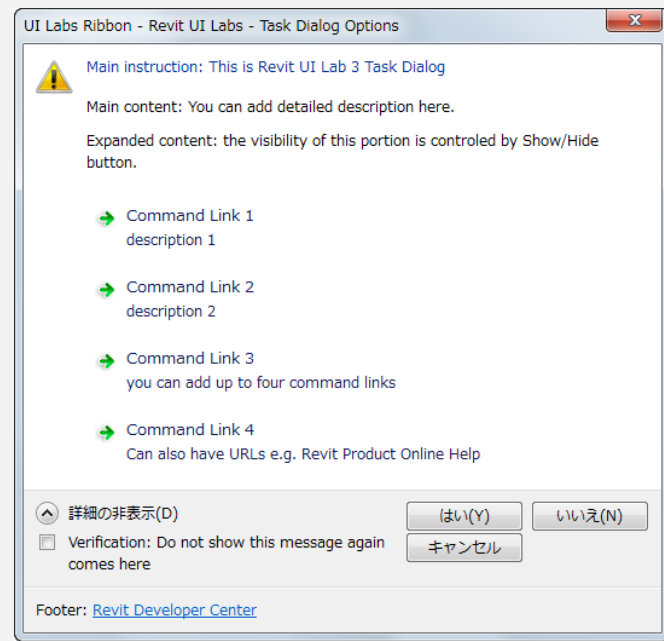 UI Labs Ribbon - Revit UI Labs - Task Dialog Options
Main instruction: This is Revit UI Lab 3 Task Dialog
Main content: You can add detailed description here.
Expanded content: the visibility of this portion is controled by Show/Hide
button.
Command Link 1
description 1
Command Link 2
description 2
Command Link 3
you can add up to four command links
Command Link 4
Can also have URLs e.g. Revit Product Online Help
詳細の非表示(D)
はい(Y)
いいえ(N)
Verification: Do not show this message again
comes here
キャンセル
Footer: Revit Developer Center